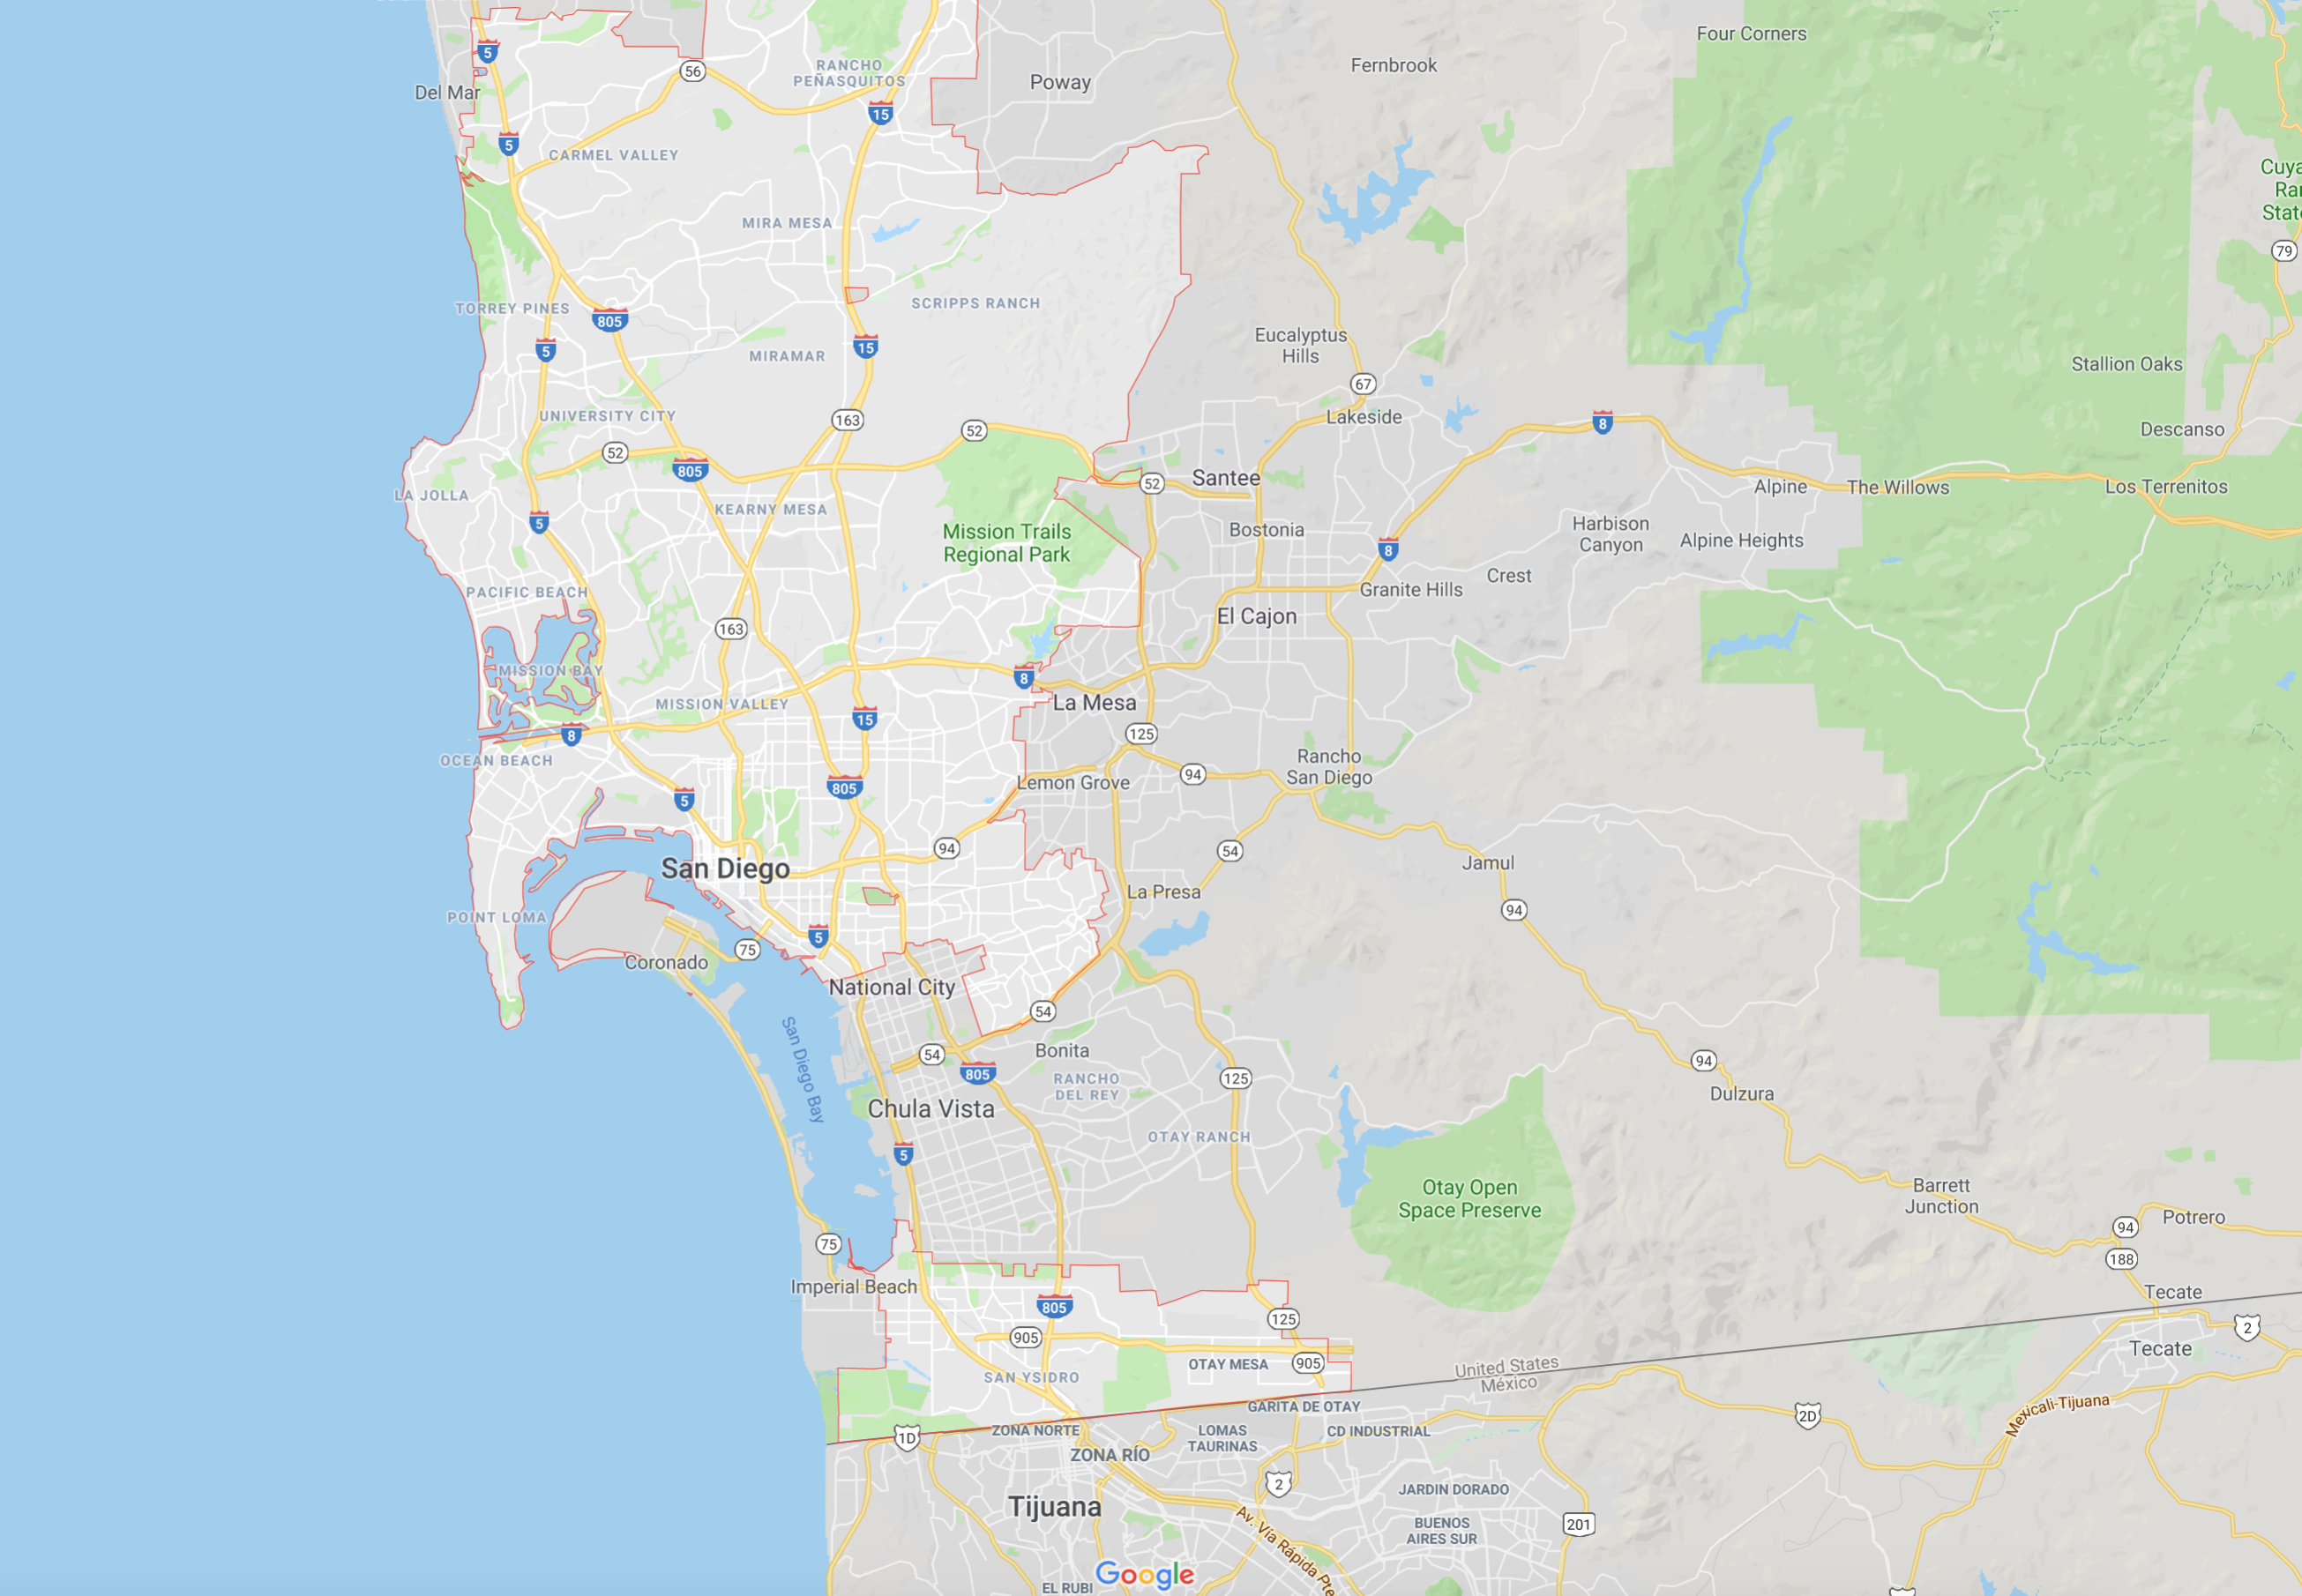 Four Corners
5
Fernbrook
RANCHO
PEÑASQUITOS
56
Poway
Del Mar
15
5
CARMEL VALLEY
Cuya
Ran
State
MIRA MESA
79
SCRIPPS RANCH
TORREY PINES
805
Eucalyptus
Hills
5
15
MIRAMAR
Stallion Oaks
67
UNIVERSITY CITY
163
Lakeside
8
52
Descanso
52
805
Santee
52
Alpine
The Willows
Los Terrenitos
LA JOLLA
KEARNY MESA
5
Mission Trails
Regional Park
Bostonia
Harbison
Canyon
Alpine Heights
8
Crest
Granite Hills
PACIFIC BEACH
El Cajon
163
MISSION BAY
8
MISSION VALLEY
La Mesa
15
8
125
OCEAN BEACH
Rancho
San Diego
94
Lemon Grove
805
5
94
54
San Diego
Jamul
La Presa
94
POINT LOMA
5
75
Coronado
National City
54
San Diego Bay
54
Bonita
94
805
RANCHO
DEL REY
125
Dulzura
Chula Vista
OTAY RANCH
5
Otay Open
Space Preserve
Barrett
Junction
94
Potrero
75
188
Imperial Beach
Tecate
805
125
2
905
Tecate
OTAY MESA
905
United States
México
SAN YSIDRO
GARITA DE OTAY
Mexicali-Tijuana
2D
1D
ZONA NORTE
LOMAS
TAURINAS
CD INDUSTRIAL
ZONA RÍO
2
JARDIN DORADO
Tijuana
Av. Vía Rápida Pte
BUENOS
AIRES SUR
201
Google
EL RUBI